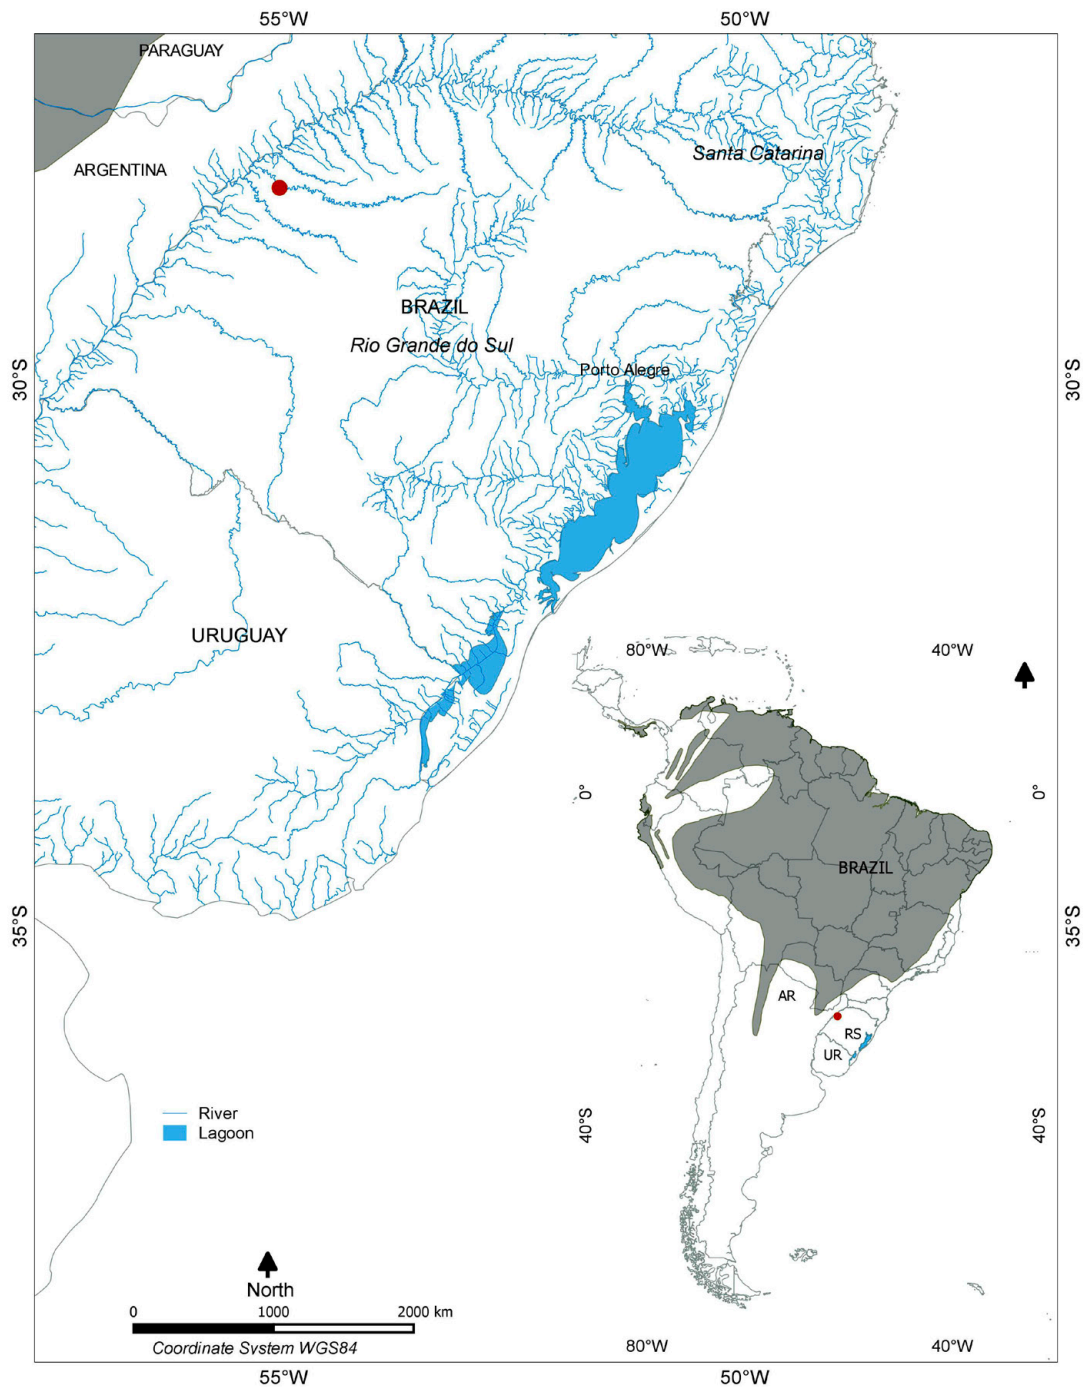 55°W 50°W
PARAGUAY
Santa Catarina
ARGENTINA
BRAZIL
Rio Grande do Sul
Porto Alegre
30°S 30°S
URUGUAY
80°W 40°W
0° 0°
BRAZIL
35°S 35°S
AR
RS
UR
River
Lagoon
40°S 40°S
North
0 1000 2000 km
Coordinate System WGS84
80°W 40°W
55°W 50°W